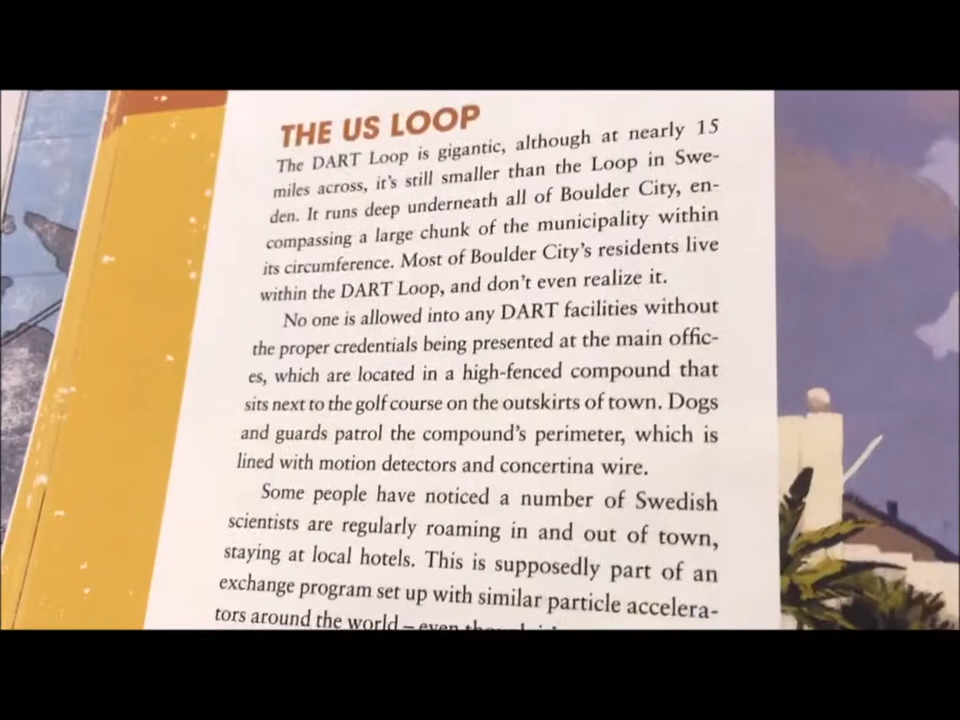 THE US LOOP
The DART Loop is gigantic, although at nearly 15
miles across, it's still smaller than the Loop in Swe-
den. It runs deep underneath all of Boulder City, en-
compassing a large chunk of the municipality within
its circumference. Most of Boulder City's residents live
within the DART Loop, and don't even realize it.
No one is allowed into any DART facilities without
the proper credentials being presented at the main offic-
es, which are located in a high-fenced compound that
sits next to the golf course on the outskirts of town. Dogs
and guards patrol the compound's perimeter, which is
lined with motion detectors and concertina wire.
Some people have noticed a number of Swedish
scientists are regularly roaming in and out of town,
staying at local hotels. This is supposedly part of an
exchange program set up with similar particle accelera-
tors around the world – even